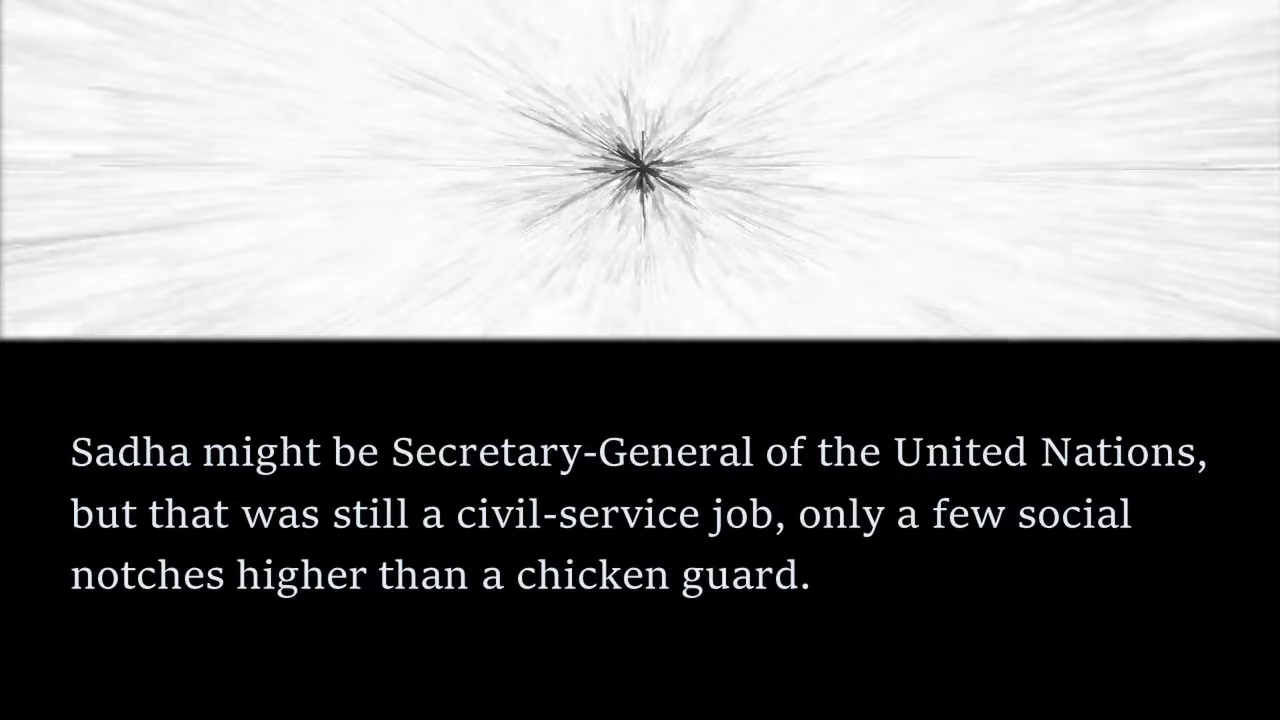 Sadha might be Secretary-General of the United Nations,
but that was still a civil-service job, only a few social
notches higher than a chicken guard.